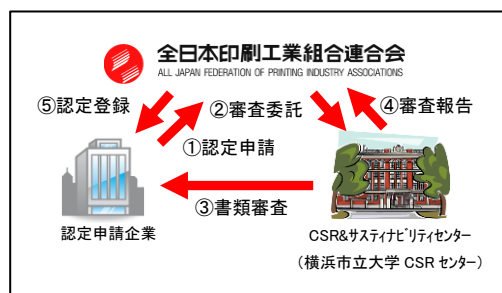 全日本印刷工業組合連合会
ALL JAPAN FEDERATION OF PRINTING INDUSTRY ASSOCIATIONS
⑤認定登録
②審査委託
④審査報告
①認定申請
③書類審査
認定申請企業
CSR&サスティナビリティセンター
(横浜市立大学 CSR センター)